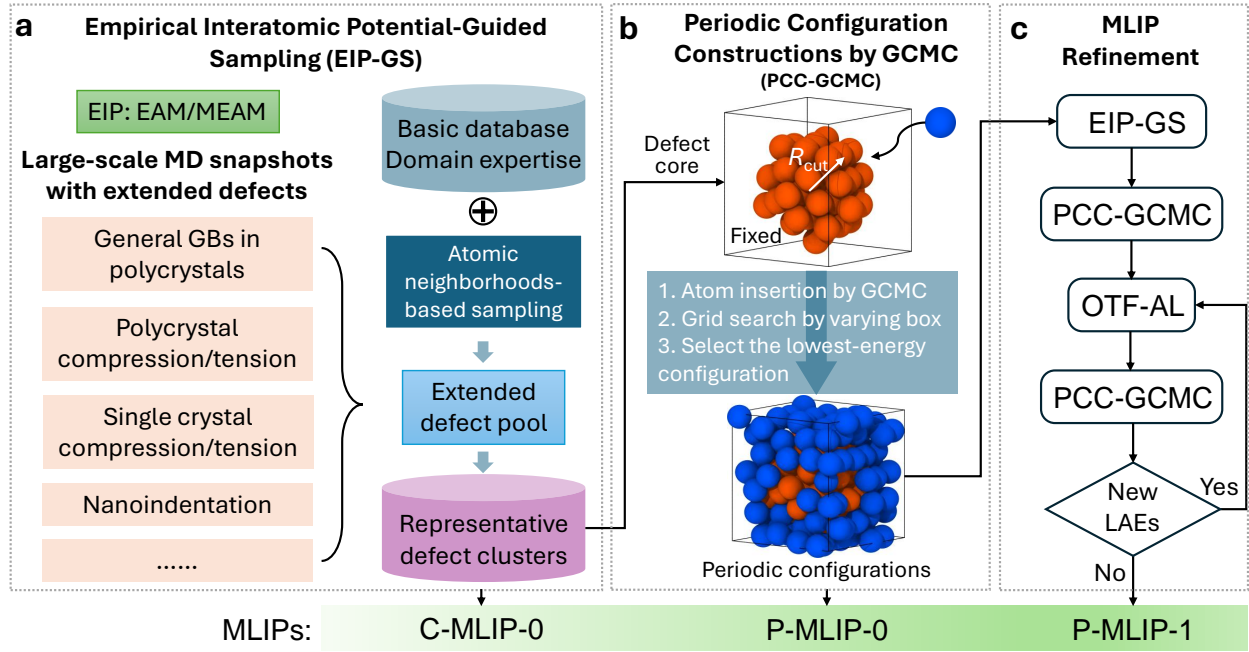 a
Empirical Interatomic Potential-Guided
Sampling (EIP-GS)
EIP: EAM/MEAM
Large-scale MD snapshots
with extended defects
General GBs in
polycrystals
Polycrystal
compression/tension
Single crystal
compression/tension
Nanoindentation
......
Basic database
Domain expertise
Atomic
neighborhoods-
based sampling
Extended
defect pool
Representative
defect clusters
b
Periodic Configuration
Constructions by GCMC
(PCC-GCMC)
Defect
core
Rcut
Fixed
1. Atom insertion by GCMC
2. Grid search by varying box
3. Select the lowest-energy
configuration
Periodic configurations
c
MLIP
Refinement
EIP-GS
PCC-GCMC
OTF-AL
PCC-GCMC
New
LAEs
Yes
No
MLIPs:
C-MLIP-0
P-MLIP-0
P-MLIP-1